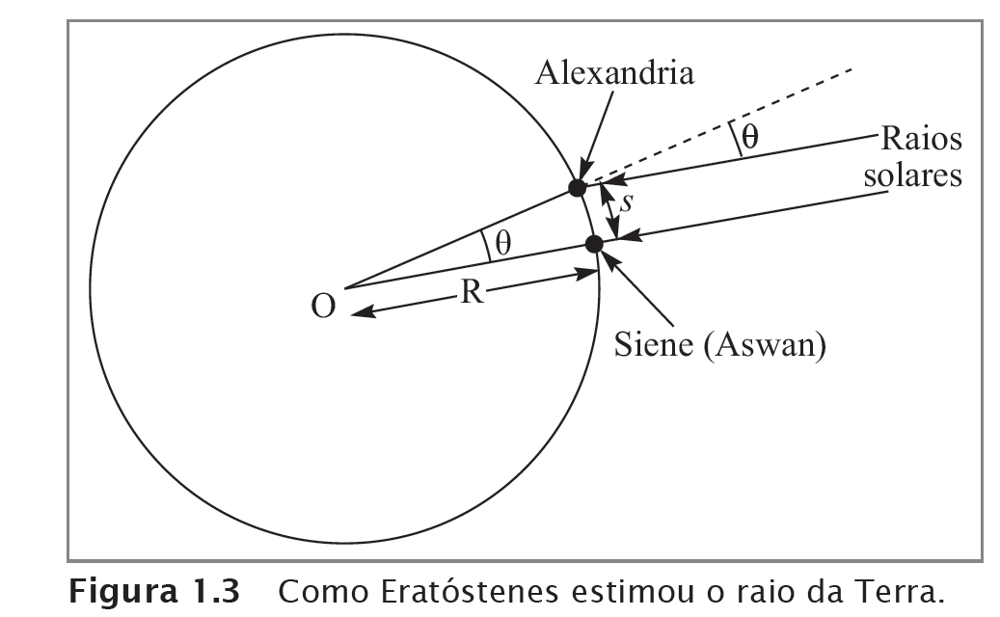 Alexandria
θ
Raios
solares
s
θ
R
O
Siene (Aswan)
Figura 1.3 Como Eratóstenes estimou o raio da Terra.